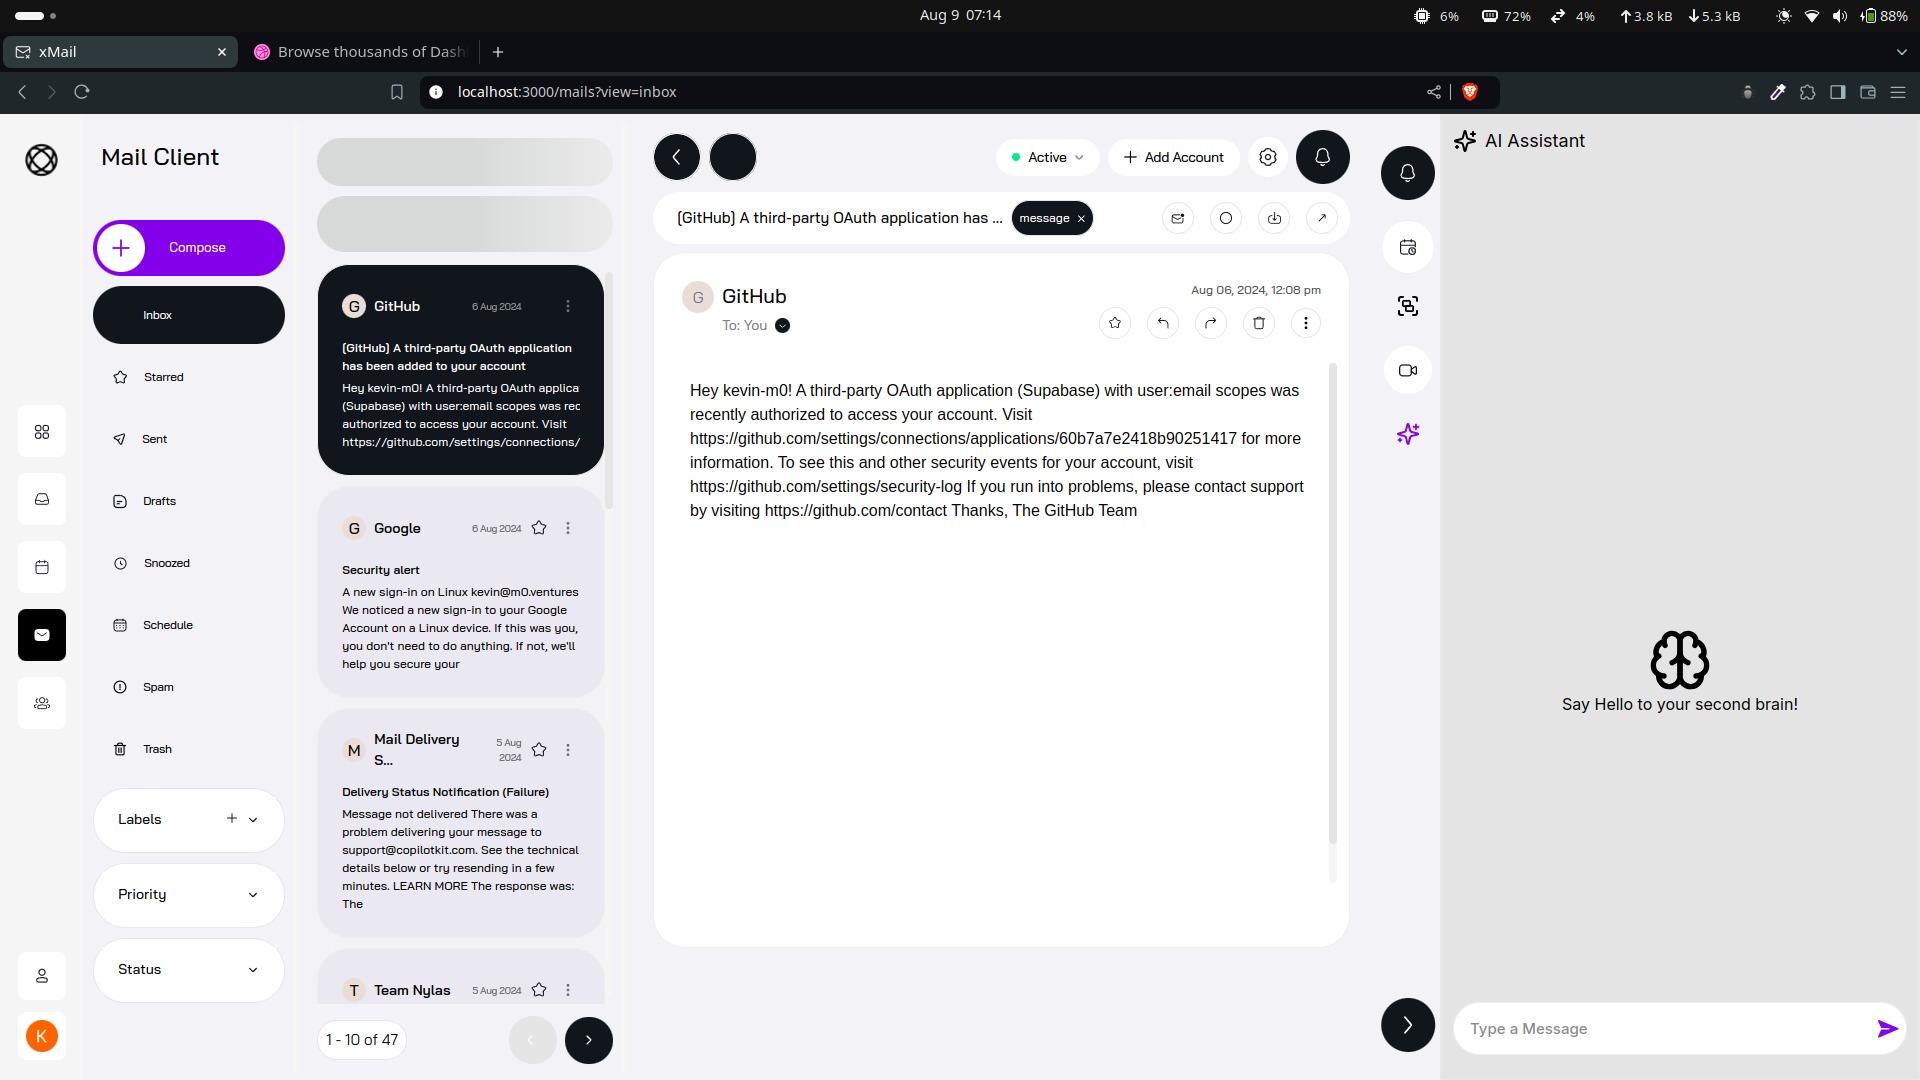 Aug 9 07:14
6%
72%
4%
3.8 kB
5.3 kB
88%
xMail
Browse thousands of Dash
localhost:3000/mails?view=inbox
Mail Client
Compose
Inbox
Starred
Sent
Drafts
Snoozed
Schedule
Spam
Trash
Labels
Priority
Status
K
G GitHub 6 Aug 2024
[GitHub] A third-party OAuth application
has been added to your account
Hey kevin-m0! A third-party OAuth applica
(Supabase) with user:email scopes was rec
authorized to access your account. Visit
https://github.com/settings/connections/
G Google 6 Aug 2024
Security alert
A new sign-in on Linux kevin@m0.ventures
We noticed a new sign-in to your Google
Account on a Linux device. If this was you,
you don't need to do anything. If not, we'll
help you secure your
M Mail Delivery S... 5 Aug 2024
Delivery Status Notification (Failure)
Message not delivered There was a
problem delivering your message to
support@copilotkit.com. See the technical
details below or try resending in a few
minutes. LEARN MORE The response was:
The
T Team Nylas 5 Aug 2024
1 - 10 of 47
Active
Add Account
[GitHub] A third-party OAuth application has ...
message
G GitHub
Aug 06, 2024, 12:08 pm
To: You
Hey kevin-m0! A third-party OAuth application (Supabase) with user:email scopes was
recently authorized to access your account. Visit
https://github.com/settings/connections/applications/60b7a7e2418b90251417 for more
information. To see this and other security events for your account, visit
https://github.com/settings/security-log If you run into problems, please contact support
by visiting https://github.com/contact Thanks, The GitHub Team
AI Assistant
Say Hello to your second brain!
Type a Message